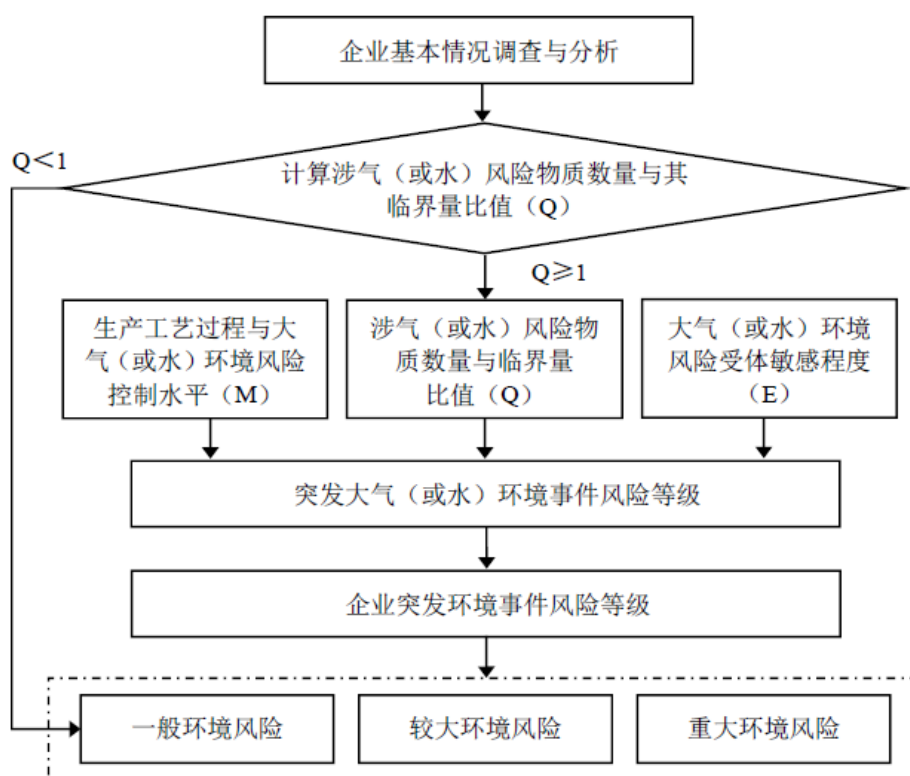 企业基本情况调查与分析
Q＜1
计算涉气（或水）风险物质数量与其
临界量比值（Q）
Q≥1
生产工艺过程与大
气（或水）环境风险
控制水平（M）
涉气（或水）风险物
质数量与临界量
比值（Q）
大气（或水）环境
风险受体敏感程度
（E）
突发大气（或水）环境事件风险等级
企业突发环境事件风险等级
一般环境风险
较大环境风险
重大环境风险